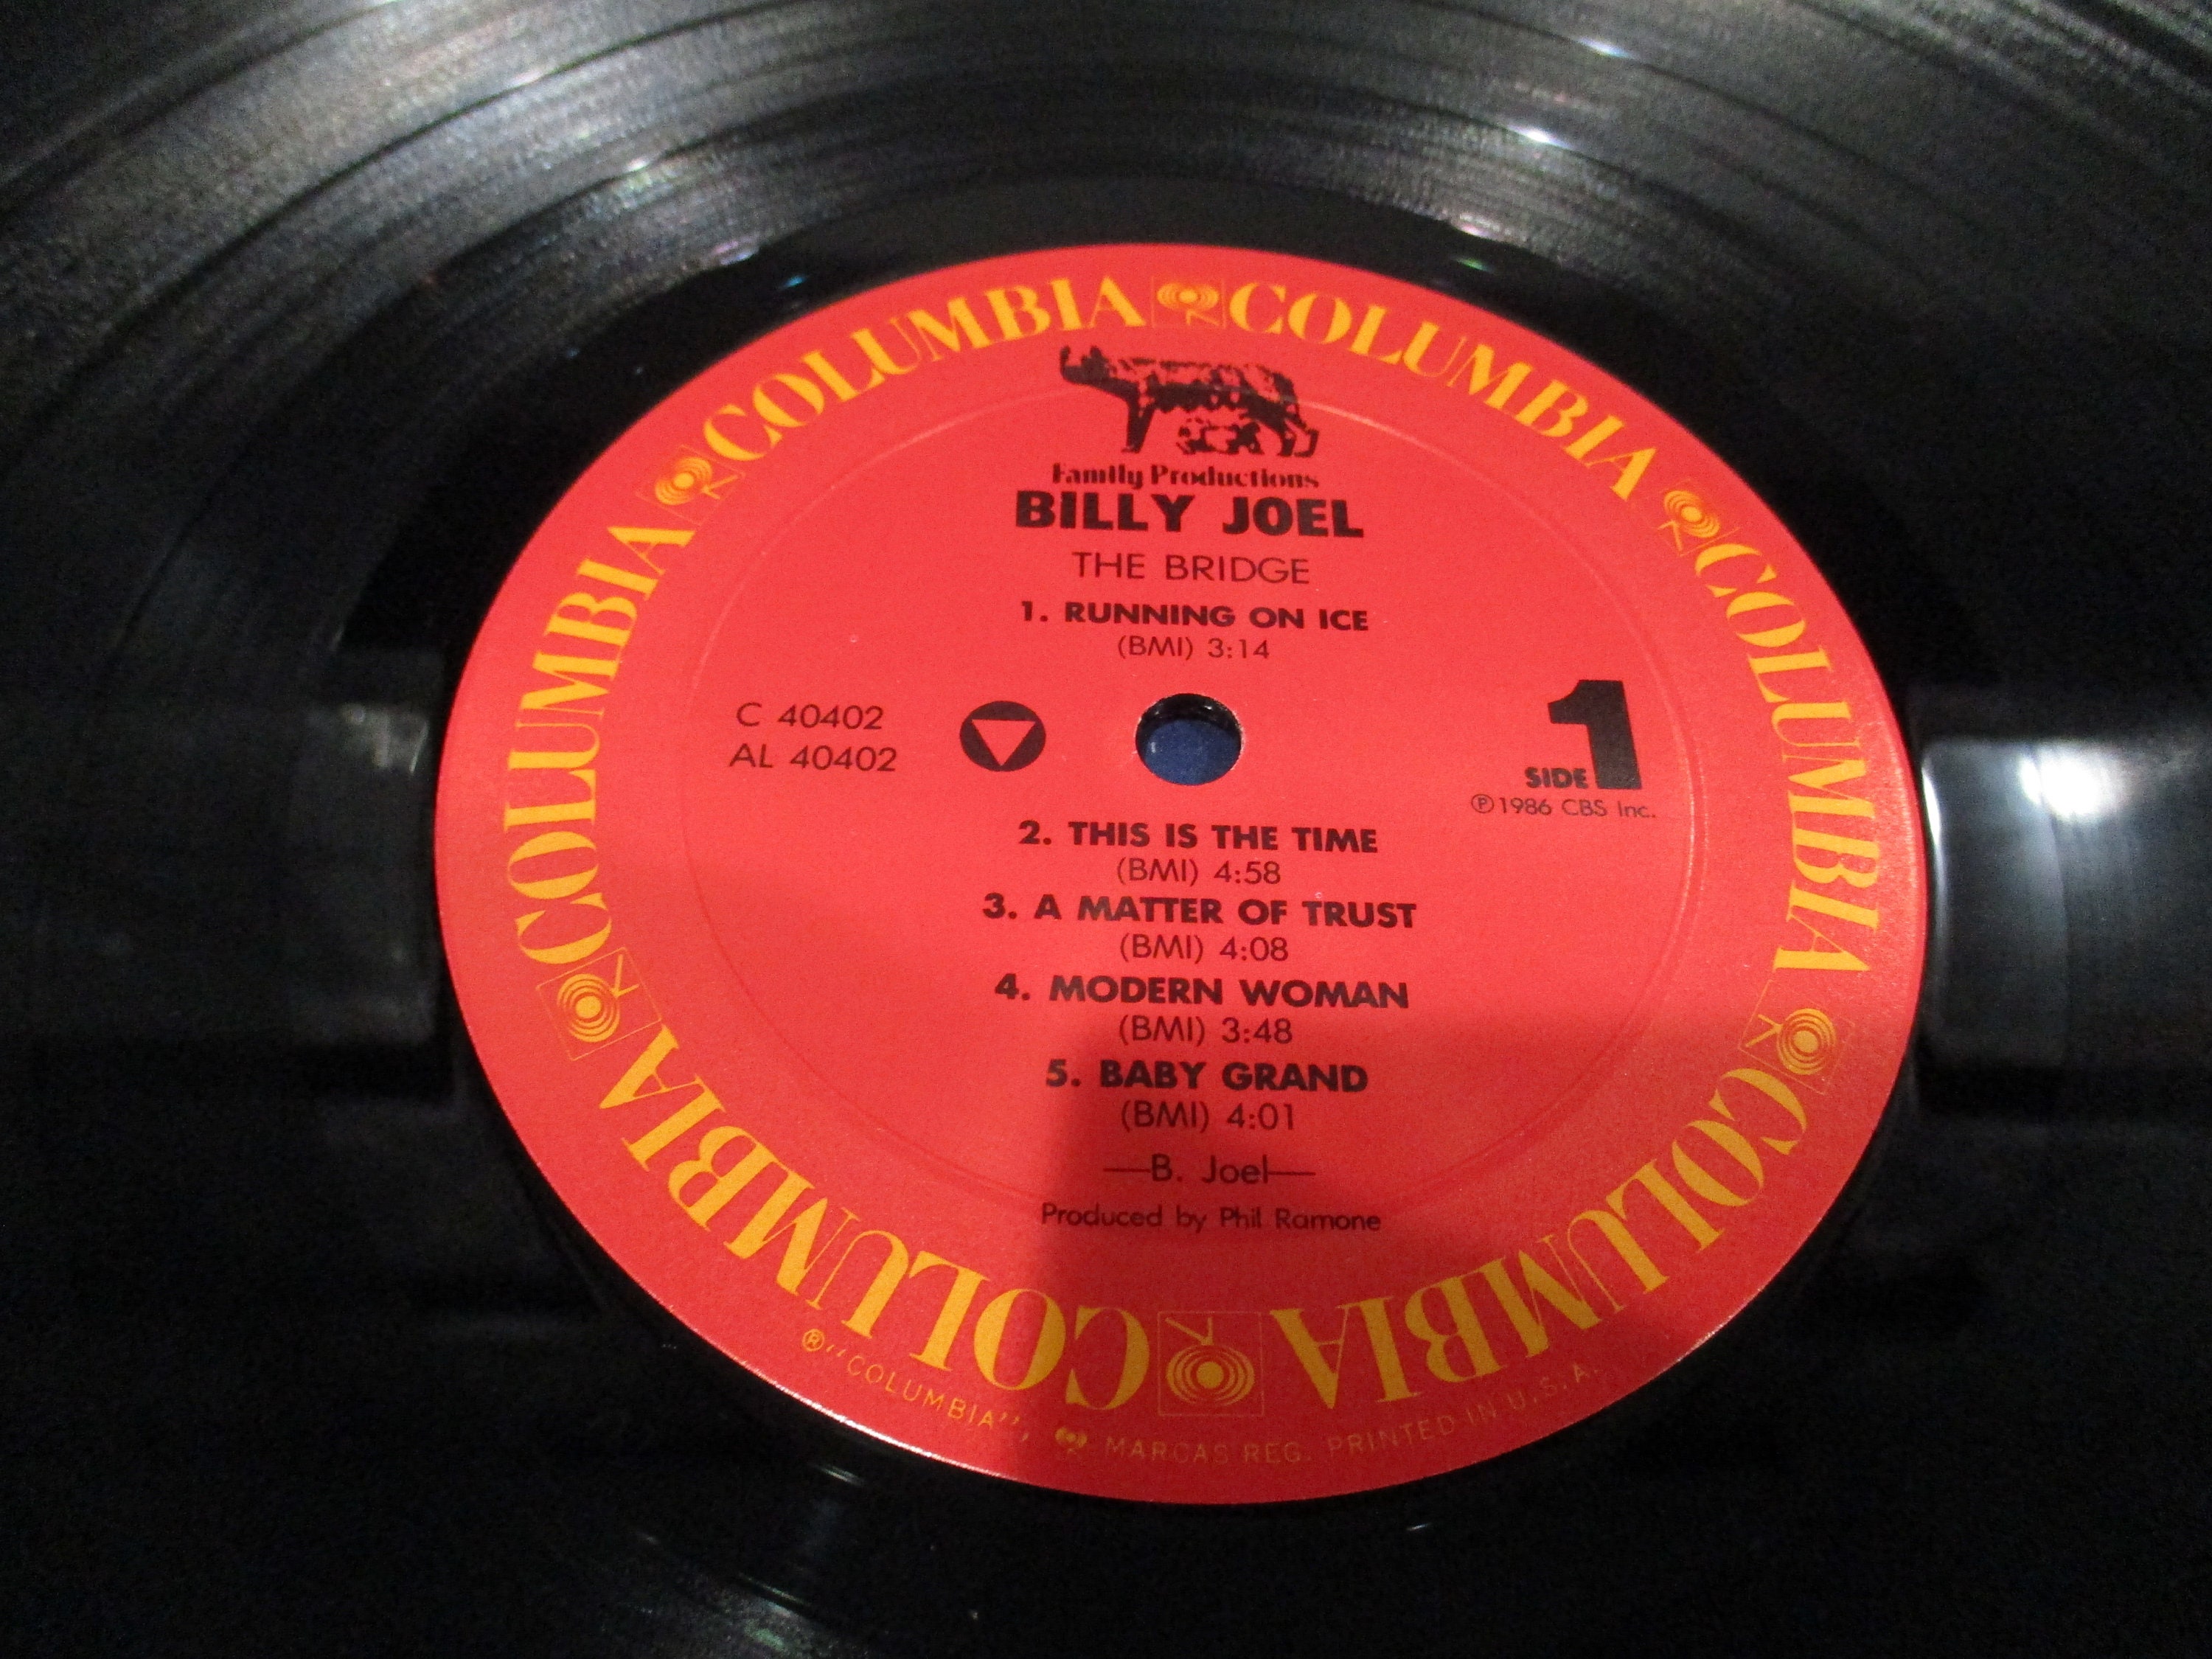 COLUMBIA COLUMBIA COLUMBIA COLUMBIA COLUMBIA COLUMBIA
Family Productions
BILLY JOEL
THE BRIDGE
1. RUNNING ON ICE
(BMI) 3:14
C 40402
AL 40402
1
SIDE
Ⓟ1986 CBS Inc.
2. THIS IS THE TIME
(BMI) 4:58
3. A MATTER OF TRUST
(BMI) 4:08
4. MODERN WOMAN
(BMI) 3:48
5. BABY GRAND
(BMI) 4:01
—B. Joel—
Produced by Phil Ramone
® "COLUMBIA", MARCAS REG. PRINTED IN U.S.A.